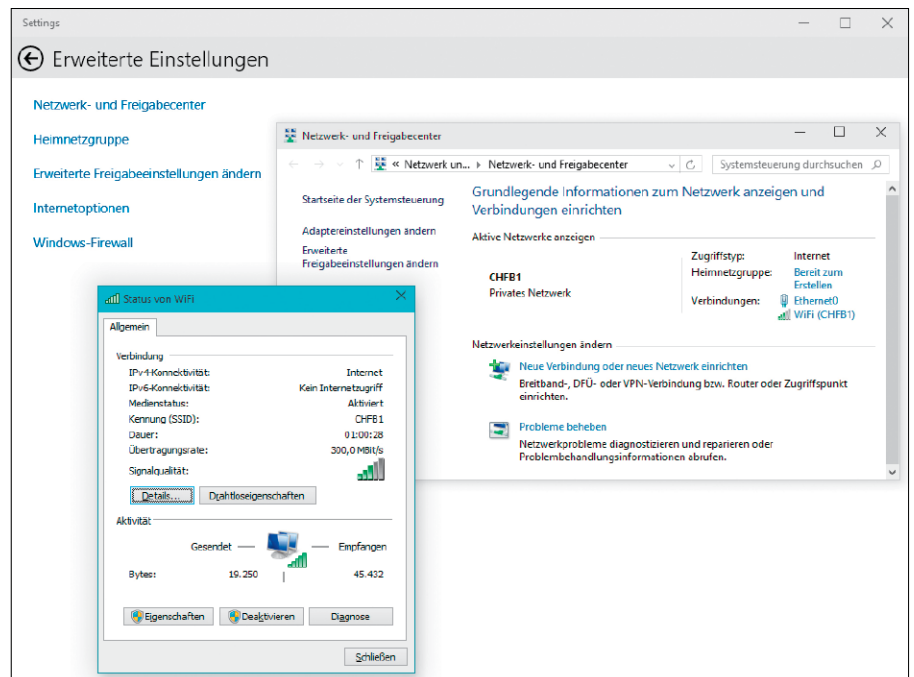 Settings
Erweiterte Einstellungen
Netzwerk- und Freigabecenter
Heimnetzgruppe
Erweiterte Freigabeeinstellungen ändern
Internetoptionen
Windows-Firewall
Netzwerk- und Freigabecenter
« Netzwerk un... Netzwerk- und Freigabecenter
Systemsteuerung durchsuchen
Startseite der Systemsteuerung
Adaptereinstellungen ändern
Erweiterte
Freigabeeinstellungen ändern
Grundlegende Informationen zum Netzwerk anzeigen und
Verbindungen einrichten
Aktive Netzwerke anzeigen
CHFB1
Privates Netzwerk
Zugriffstyp: Internet
Heimnetzgruppe: Bereit zum
Erstellen
Verbindungen: Ethernet0
WiFi (CHFB1)
Netzwerkeinstellungen ändern
Neue Verbindung oder neues Netzwerk einrichten
Breitband-, DFÜ- oder VPN-Verbindung bzw. Router oder Zugriffspunkt
einrichten.
Probleme beheben
Netzwerkprobleme diagnostizieren und reparieren oder
Problembehandlungsinformationen abrufen.
Status von WiFi
Allgemein
Verbindung
IPv4-Konnektivität: Internet
IPv6-Konnektivität: Kein Internetzugriff
Medienstatus: Aktiviert
Kennung (SSID): CHFB1
Dauer: 01:00:28
Übertragungsrate: 300,0 MBit/s
Signalqualität:
Details... Drahtloseigenschaften
Aktivität
Gesendet Empfangen
Bytes: 19.250 45.432
Eigenschaften Deaktivieren Diagnose
Schließen